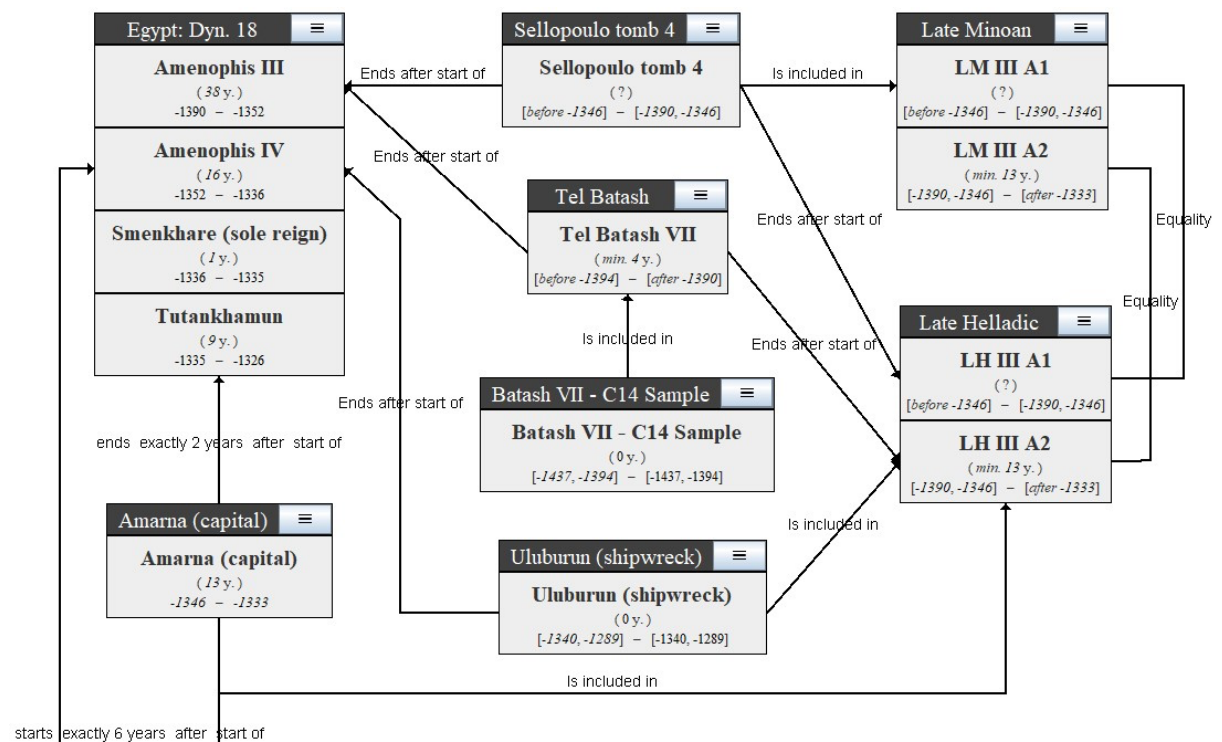 Egypt: Dyn. 18
Amenophis III
( 38 y.)
-1390 – -1352
Amenophis IV
( 16 y.)
-1352 – -1336
Smenkhare (sole reign)
( 1 y.)
-1336 – -1335
Tutankhamun
( 9 y.)
-1335 – -1326
Ends after start of
Sellopoulo tomb 4
Sellopoulo tomb 4
( ? )
[before -1346] – [-1390, -1346]
Is included in
Late Minoan
LM III A1
( ? )
[before -1346] – [-1390, -1346]
LM III A2
( min. 13 y.)
[-1390, -1346] – [after -1333]
Ends after start of
Tel Batash
Tel Batash VII
( min. 4 y.)
[before -1394] – [after -1390]
Ends after start of
Equality
Equality
Is included in
Ends after start of
Late Helladic
LH III A1
( ? )
[before -1346] – [-1390, -1346]
LH III A2
( min. 13 y.)
[-1390, -1346] – [after -1333]
Batash VII - C14 Sample
Batash VII - C14 Sample
( 0 y.)
[-1437, -1394] – [-1437, -1394]
Ends after start of
ends exactly 2 years after start of
Amarna (capital)
Amarna (capital)
( 13 y.)
-1346 – -1333
Is included in
Uluburun (shipwreck)
Uluburun (shipwreck)
( 0 y.)
[-1340, -1289] – [-1340, -1289]
Is included in
starts exactly 6 years after start of